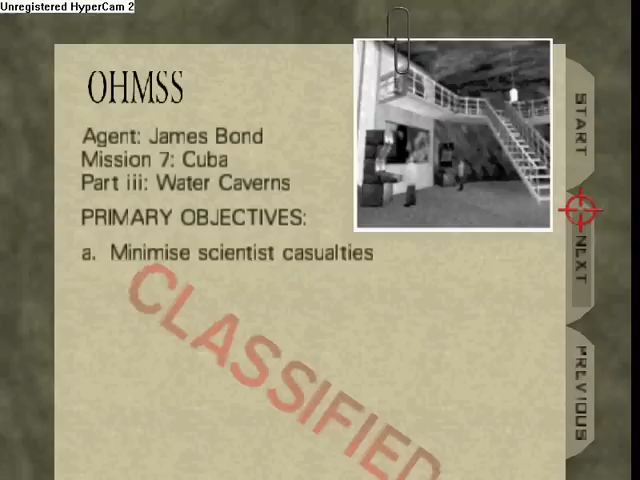 Unregistered HyperCam 2
OHMSS
Agent: James Bond
Mission 7: Cuba
Part iii: Water Caverns
PRIMARY OBJECTIVES:
a. Minimise scientist casualties
CLASSIFIED
START
NEXT
PREVIOUS